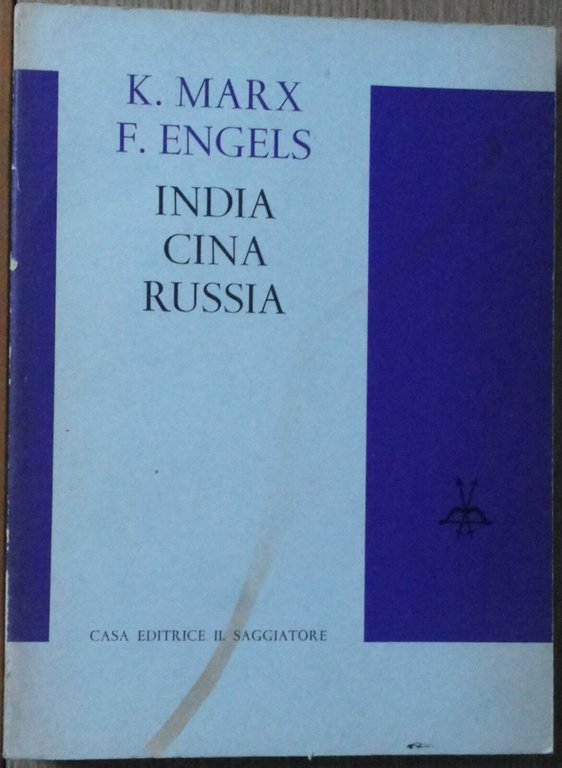 K. MARX
F. ENGELS
INDIA
CINA
RUSSIA
CASA EDITRICE IL SAGGIATORE